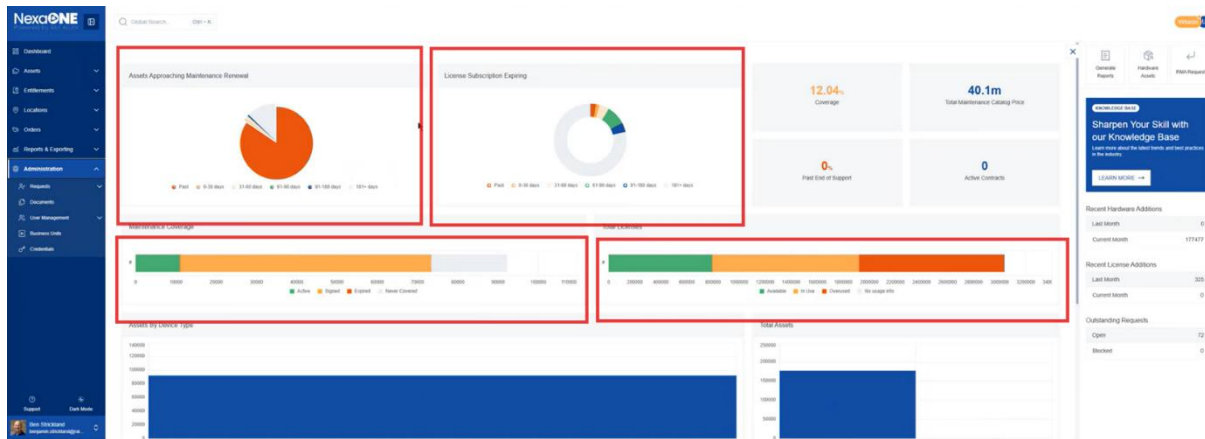 NexaONE
Global Search... Ctrl + K
Dashboard
Assets
Entitlements
Locations
Orders
Reports & Exporting
Administration
Requests
Documents
User Management
Business Units
Credentials
Support
Dark Mode
Ben Strickland
Assets Approaching Maintenance Renewal
Past 0-30 days 31-60 days 61-90 days 91-180 days 181+ days
License Subscription Expiring
Past 0-30 days 31-60 days 61-90 days 91-180 days 181+ days
12.04%
Coverage
40.1m
Total Maintenance Catalog Price
0%
Past End of Support
0
Active Contracts
Maintenance Coverage
0 10000 20000 30000 40000 50000 60000 70000 80000 90000 100000 110000
Active Signed Expired Never Covered
Total Licenses
0 200000 400000 600000 800000 1000000 1200000 1400000 1600000 1800000 2000000 2200000 2400000 2600000 2800000 3000000 3200000
Available In Use Overused No usage info
Assets By Device Type
140000
120000
100000
80000
60000
40000
20000
0
Total Assets
250000
200000
150000
100000
50000
0
Generate Reports
Hardware Assets
RMA Request
KNOWLEDGE BASE
Sharpen Your Skill with
our Knowledge Base
Learn more about the latest trends and best practices
in the industry
LEARN MORE →
Recent Hardware Additions
Last Month 0
Current Month 177477
Recent License Additions
Last Month 325
Current Month 0
Outstanding Requests
Open 72
Blocked 0